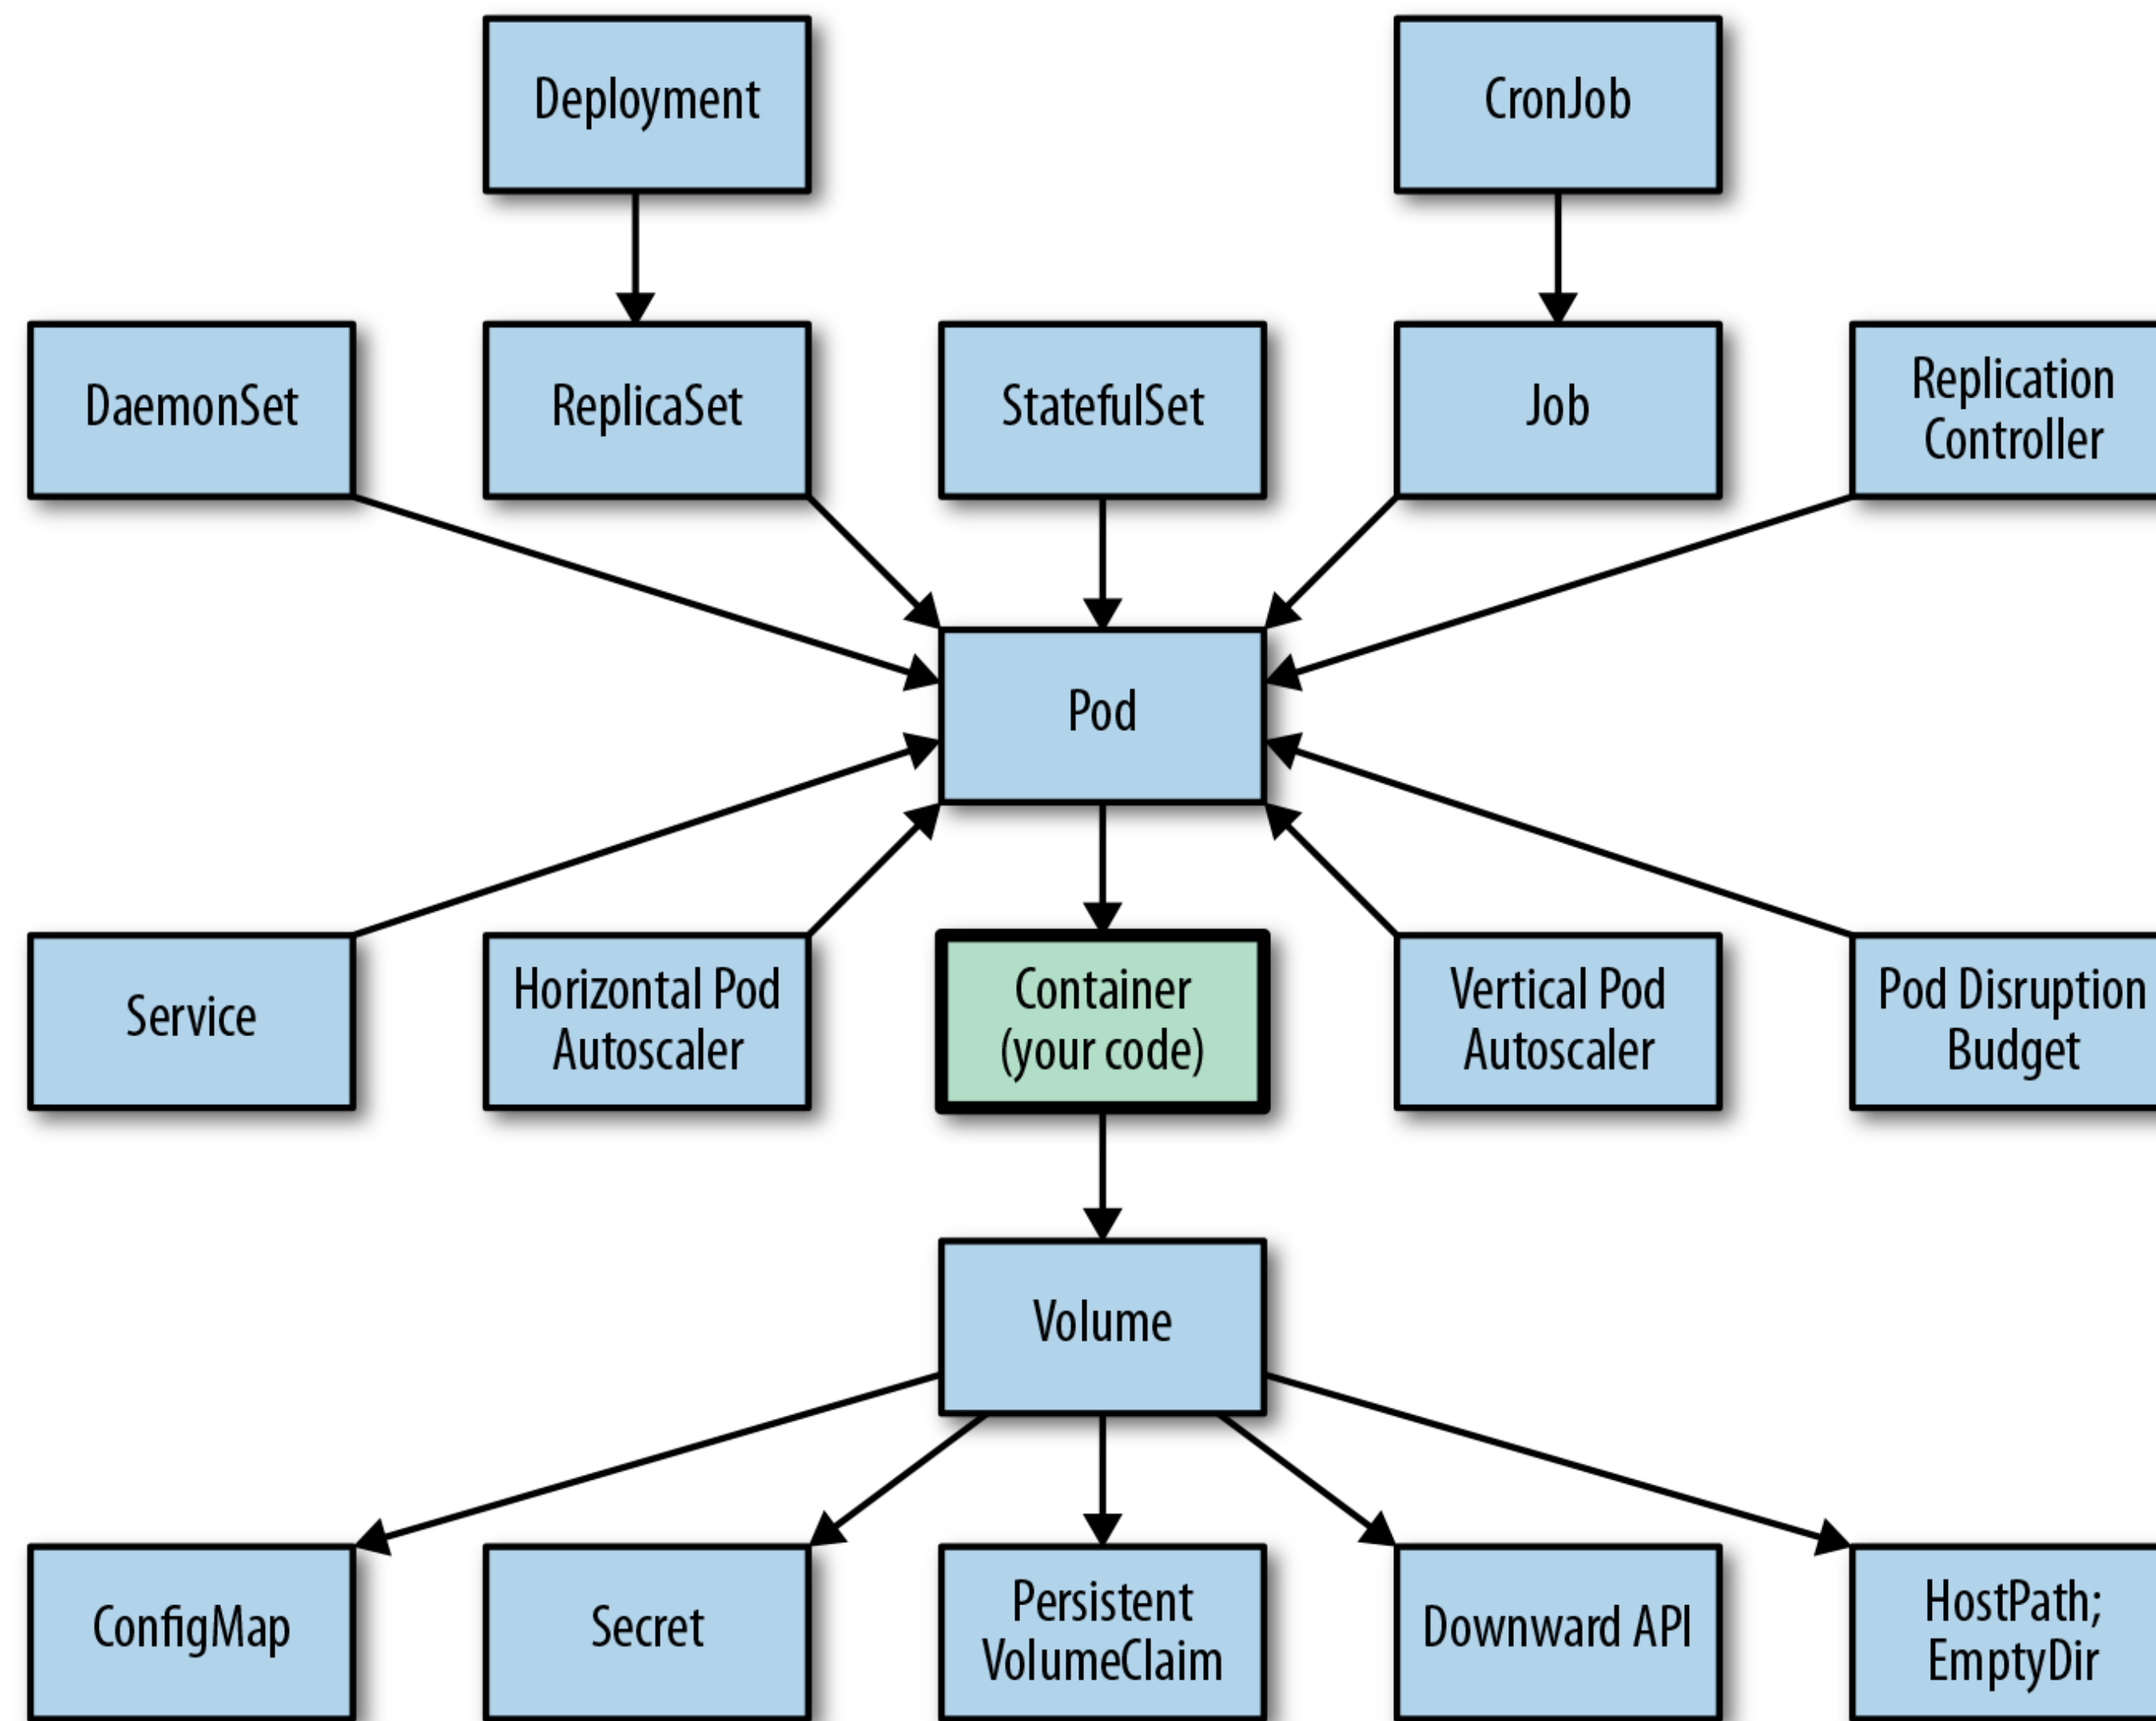 Deployment
CronJob
DaemonSet
ReplicaSet
StatefulSet
Job
Replication
Controller
Pod
Service
Horizontal Pod
Autoscaler
Container
(your code)
Vertical Pod
Autoscaler
Pod Disruption
Budget
Volume
ConfigMap
Secret
Persistent
VolumeClaim
Downward API
HostPath;
EmptyDir